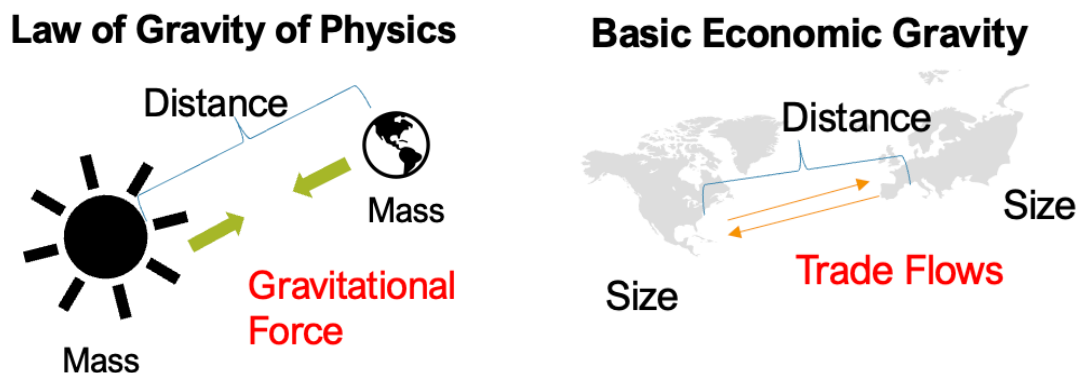 Law of Gravity of Physics
Distance
Mass
Gravitational
Force
Mass
Basic Economic Gravity
Distance
Size
Trade Flows
Size